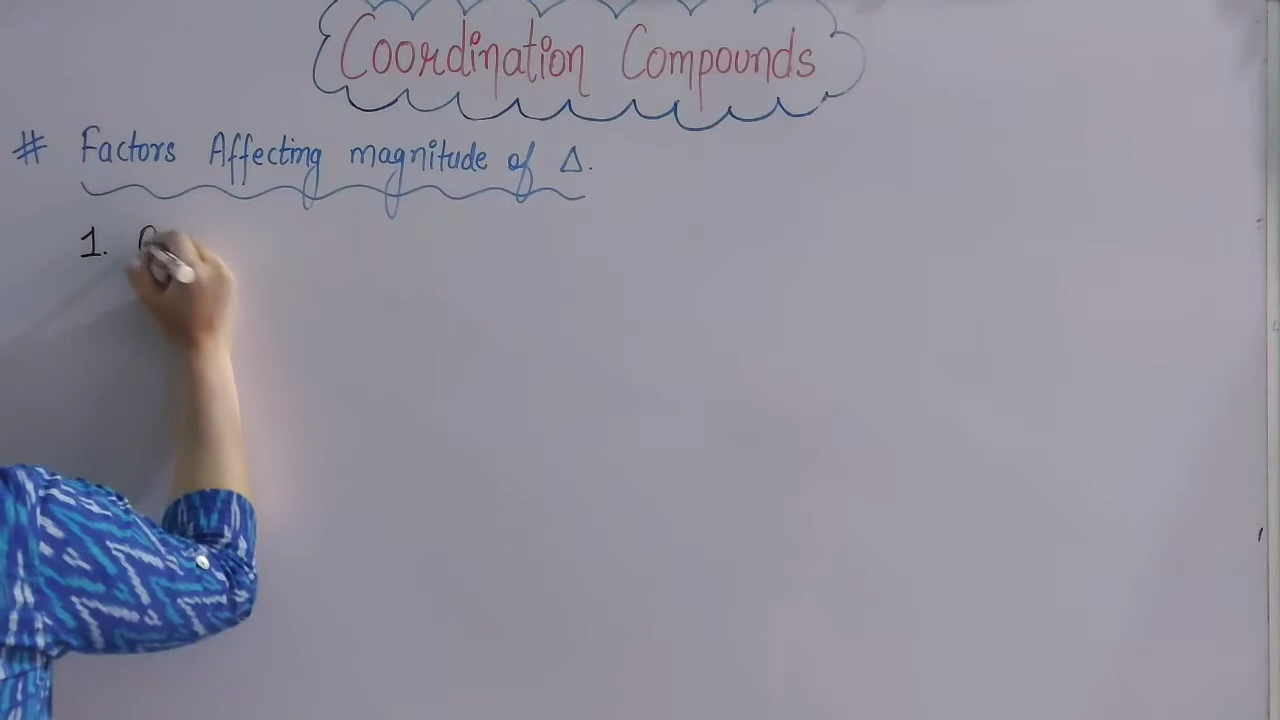 Coordination Compounds
# Factors Affecting magnitude of Δ.
1.